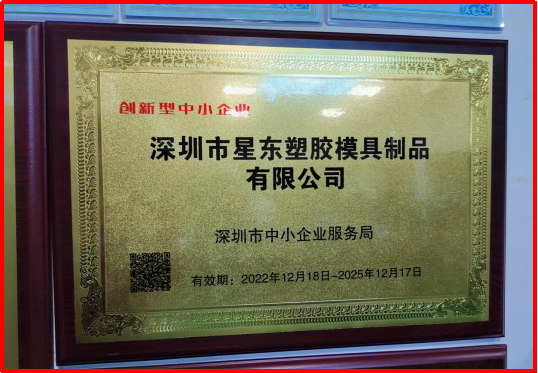 创新型中小企业
深圳市星东塑胶模具制品
有限公司
深圳市中小企业服务局
有效期：2022年12月18日-2025年12月17日